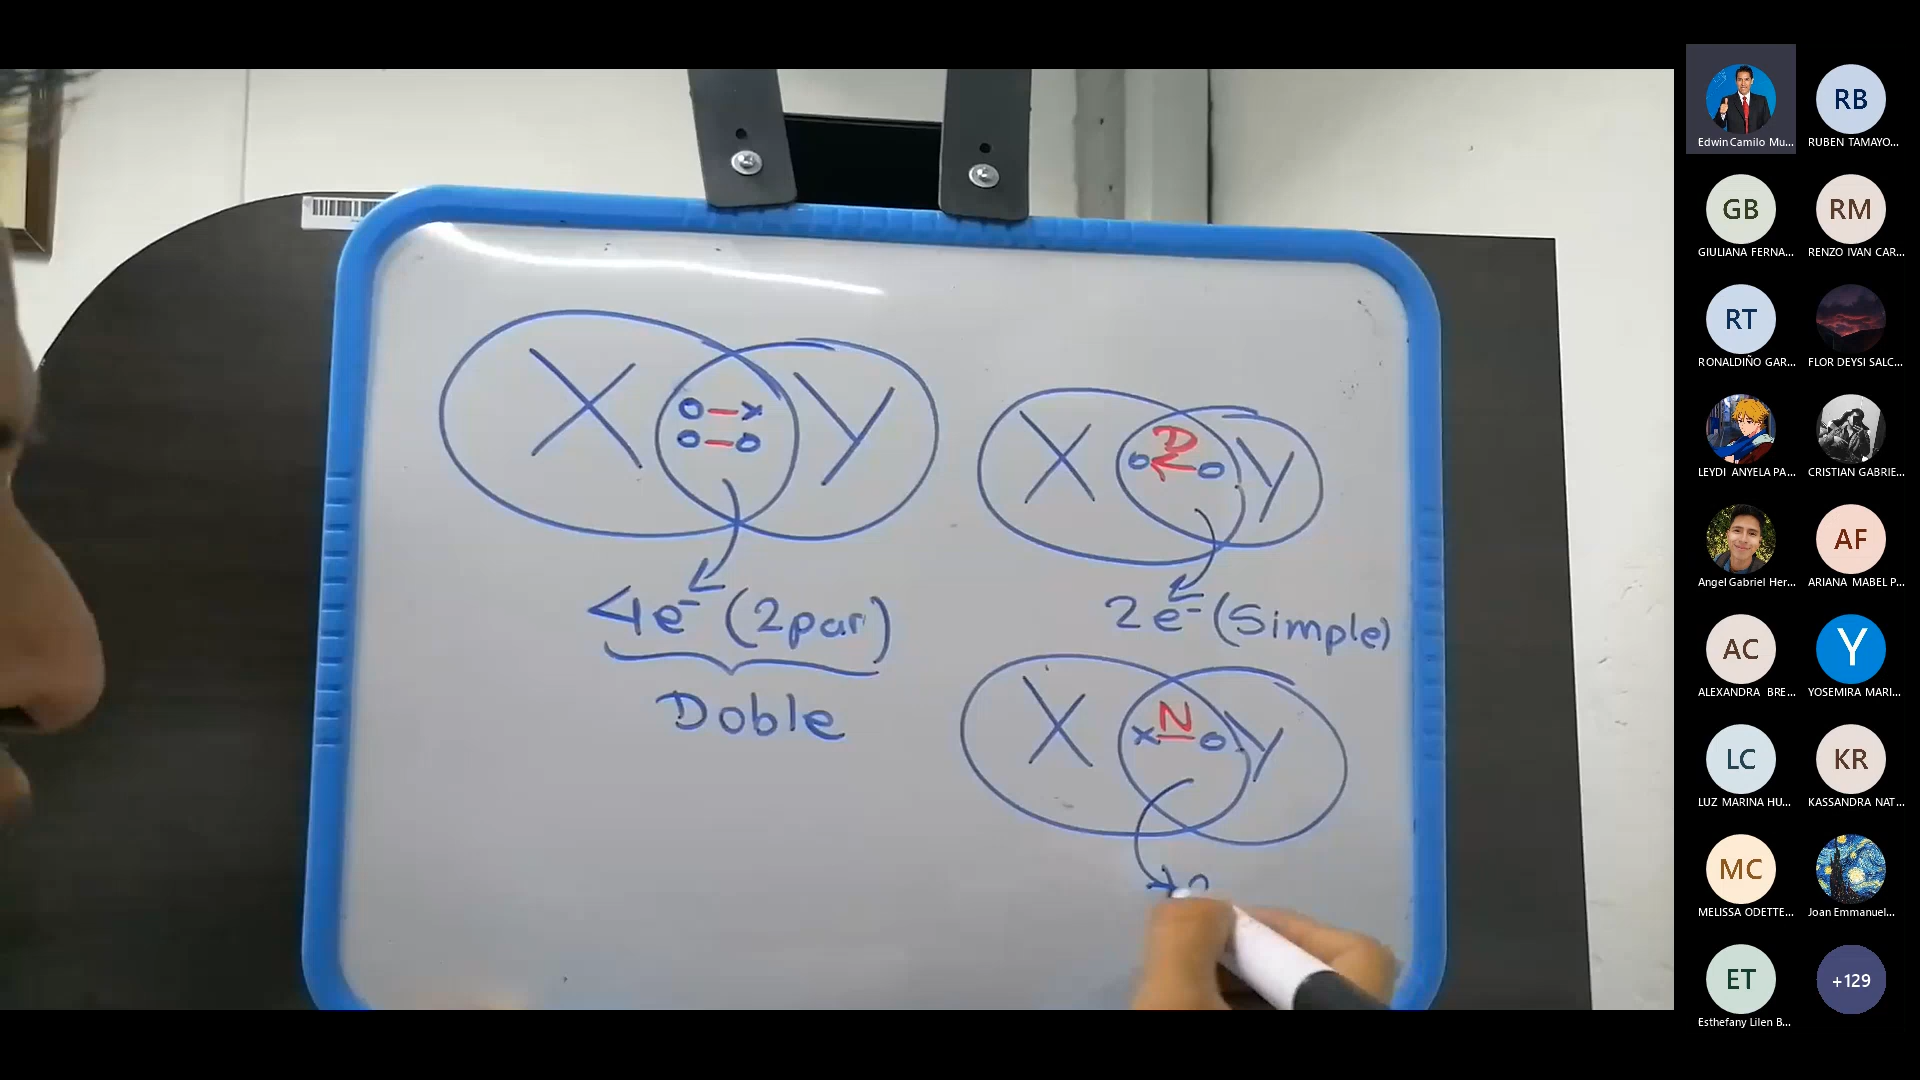 X
o – x
o – o
Y
4e⁻ (2par)
Doble
X
D
o ← o
Y
2e⁻ (Simple)
X
N
x – o
Y
Edwin Camilo Mu...
RB
RUBEN TAMAYO...
GB
GIULIANA FERNA...
RM
RENZO IVAN CAR...
RT
RONALDIÑO GAR...
FLOR DEYSI SALC...
LEYDI ANYELA PA...
CRISTIAN GABRIE...
Angel Gabriel Her...
AF
ARIANA MABEL P...
AC
ALEXANDRA BRE...
Y
YOSEMIRA MARI...
LC
LUZ MARINA HU...
KR
KASSANDRA NAT...
MC
MELISSA ODETTE...
Joan Emmanuel...
ET
Esthefany Lilen B...
+129